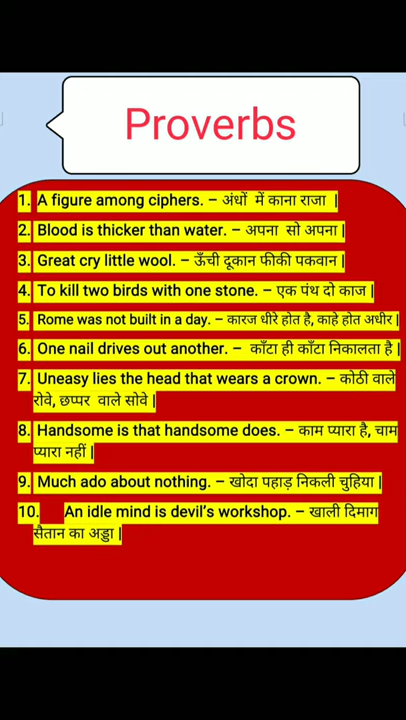 Proverbs
1. A figure among ciphers. – अंधों में काना राजा |
2. Blood is thicker than water. – अपना सो अपना |
3. Great cry little wool. – ऊँची दूकान फीकी पकवान |
4. To kill two birds with one stone. – एक पंथ दो काज |
5. Rome was not built in a day. – कारज धीरे होत है, काहे होत अधीर |
6. One nail drives out another. – काँटा ही काँटा निकालता है |
7. Uneasy lies the head that wears a crown. – कोठी वाले
रोवे, छप्पर वाले सोवे |
8. Handsome is that handsome does. – काम प्यारा है, चाम
प्यारा नहीं |
9. Much ado about nothing. – खोदा पहाड़ निकली चुहिया |
10. An idle mind is devil’s workshop. – खाली दिमाग
सैतान का अड्डा |